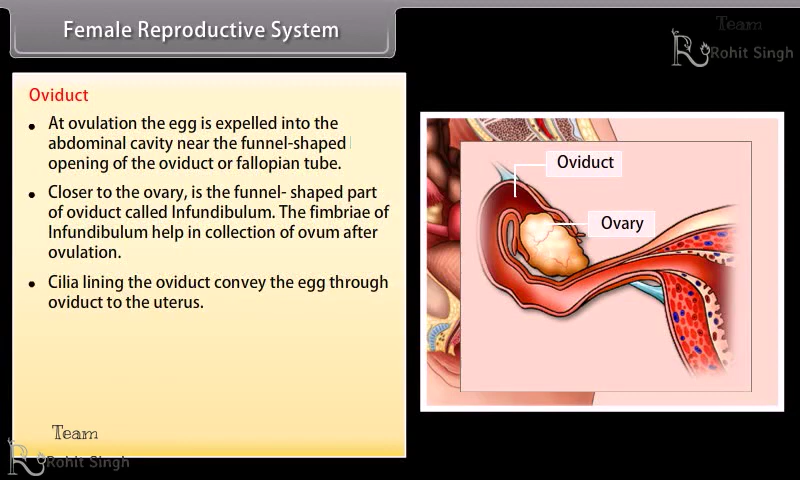 Female Reproductive System
Team
Rohit Singh
Oviduct
• At ovulation the egg is expelled into the
abdominal cavity near the funnel-shaped
opening of the oviduct or fallopian tube.
• Closer to the ovary, is the funnel- shaped part
of oviduct called Infundibulum. The fimbriae of
Infundibulum help in collection of ovum after
ovulation.
• Cilia lining the oviduct convey the egg through
oviduct to the uterus.
Oviduct
Ovary
Team
Rohit Singh